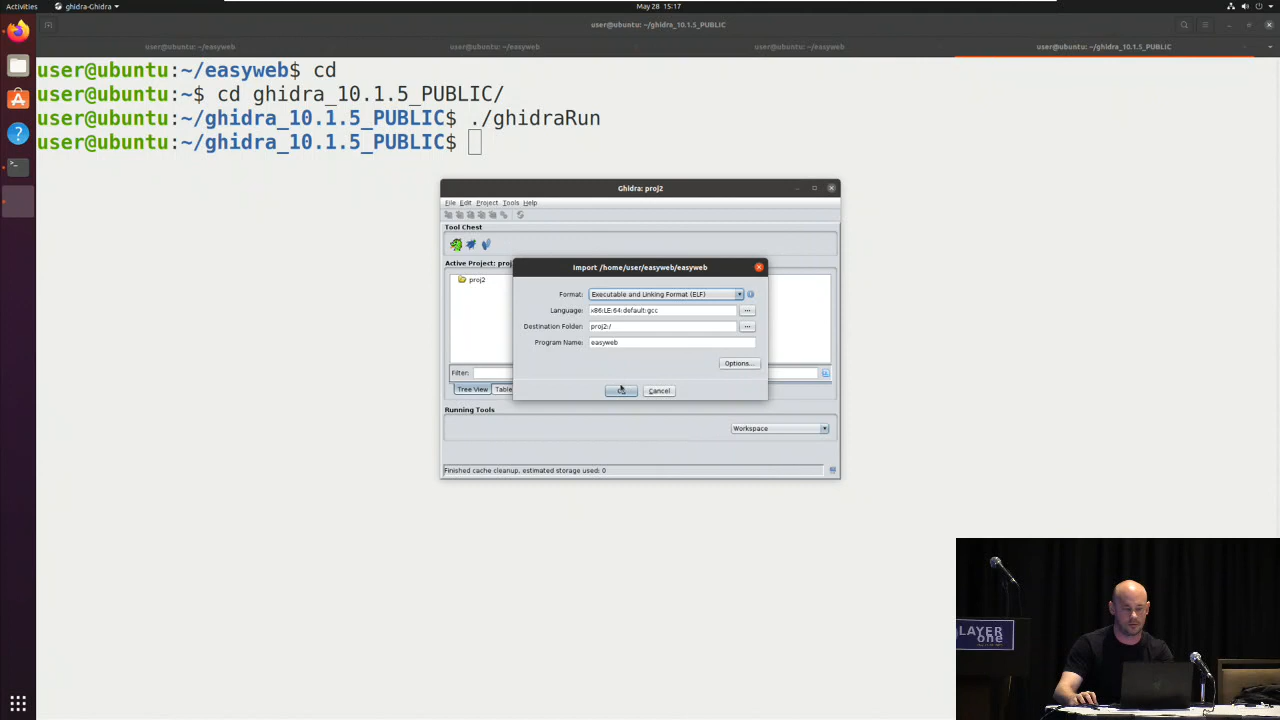 Activities
ghidra-Ghidra
May 28 15:17
user@ubuntu: ~/ghidra_10.1.5_PUBLIC
user@ubuntu: ~/easyweb
user@ubuntu: ~/easyweb
user@ubuntu: ~/easyweb
user@ubuntu: ~/ghidra_10.1.5_PUBLIC
user@ubuntu:~/easyweb$ cd
user@ubuntu:~$ cd ghidra_10.1.5_PUBLIC/
user@ubuntu:~/ghidra_10.1.5_PUBLIC$ ./ghidraRun
user@ubuntu:~/ghidra_10.1.5_PUBLIC$
Ghidra: proj2
File Edit Project Tools Help
Tool Chest
Active Project: proj
proj2
Import /home/user/easyweb/easyweb
Format: Executable and Linking Format (ELF)
Language: x86:LE:64:default:gcc
Destination Folder: proj2:/
Program Name: easyweb
Options...
Cancel
Filter:
Tree View Table
Running Tools
Workspace
Finished cache cleanup, estimated storage used: 0
LAYER
one